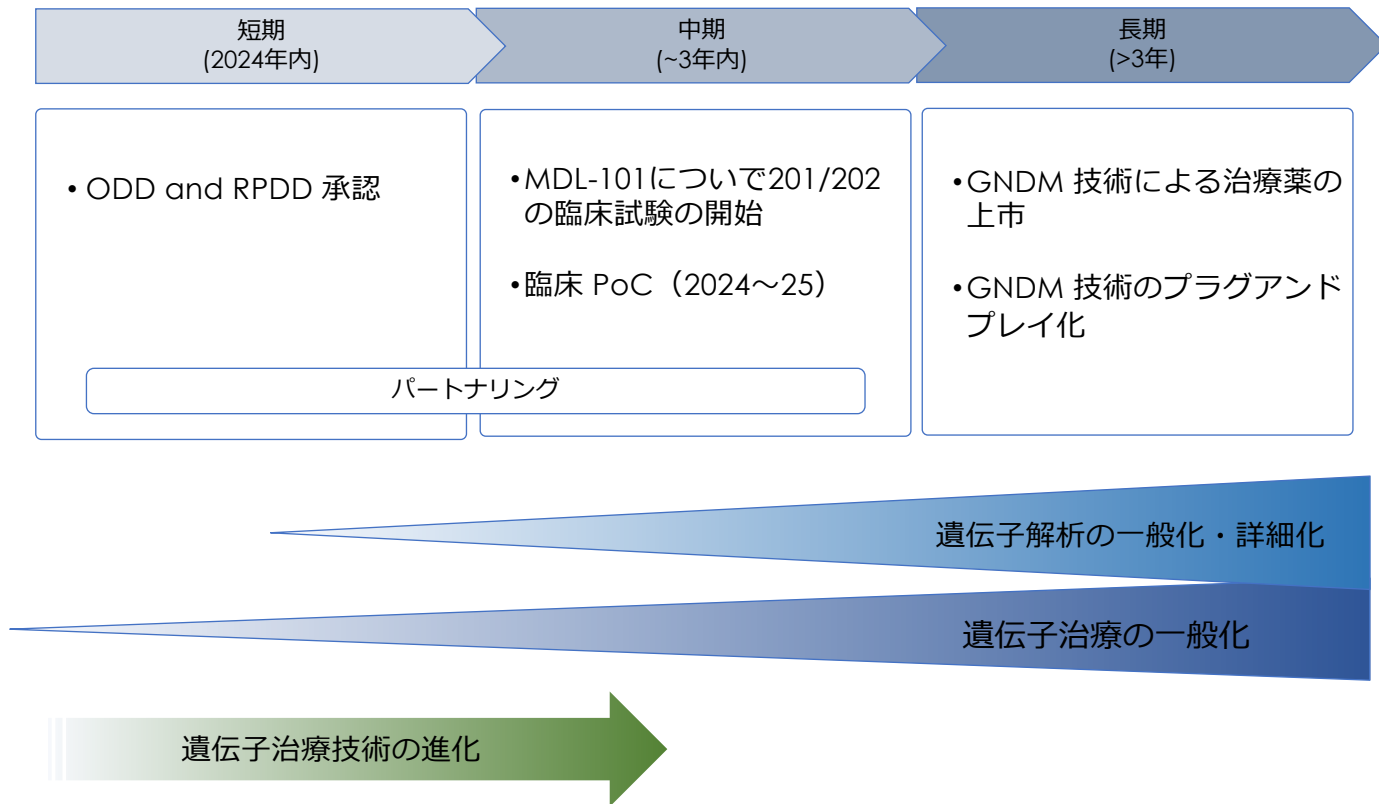 短期
(2024年内)
中期
(~3年内)
長期
(>3年)
• ODD and RPDD 承認
•MDL-101についで201/202
の臨床試験の開始
•臨床 PoC（2024～25）
•GNDM 技術による治療薬の
上市
•GNDM 技術のプラグアンド
プレイ化
パートナリング
遺伝子解析の一般化・詳細化
遺伝子治療の一般化
遺伝子治療技術の進化